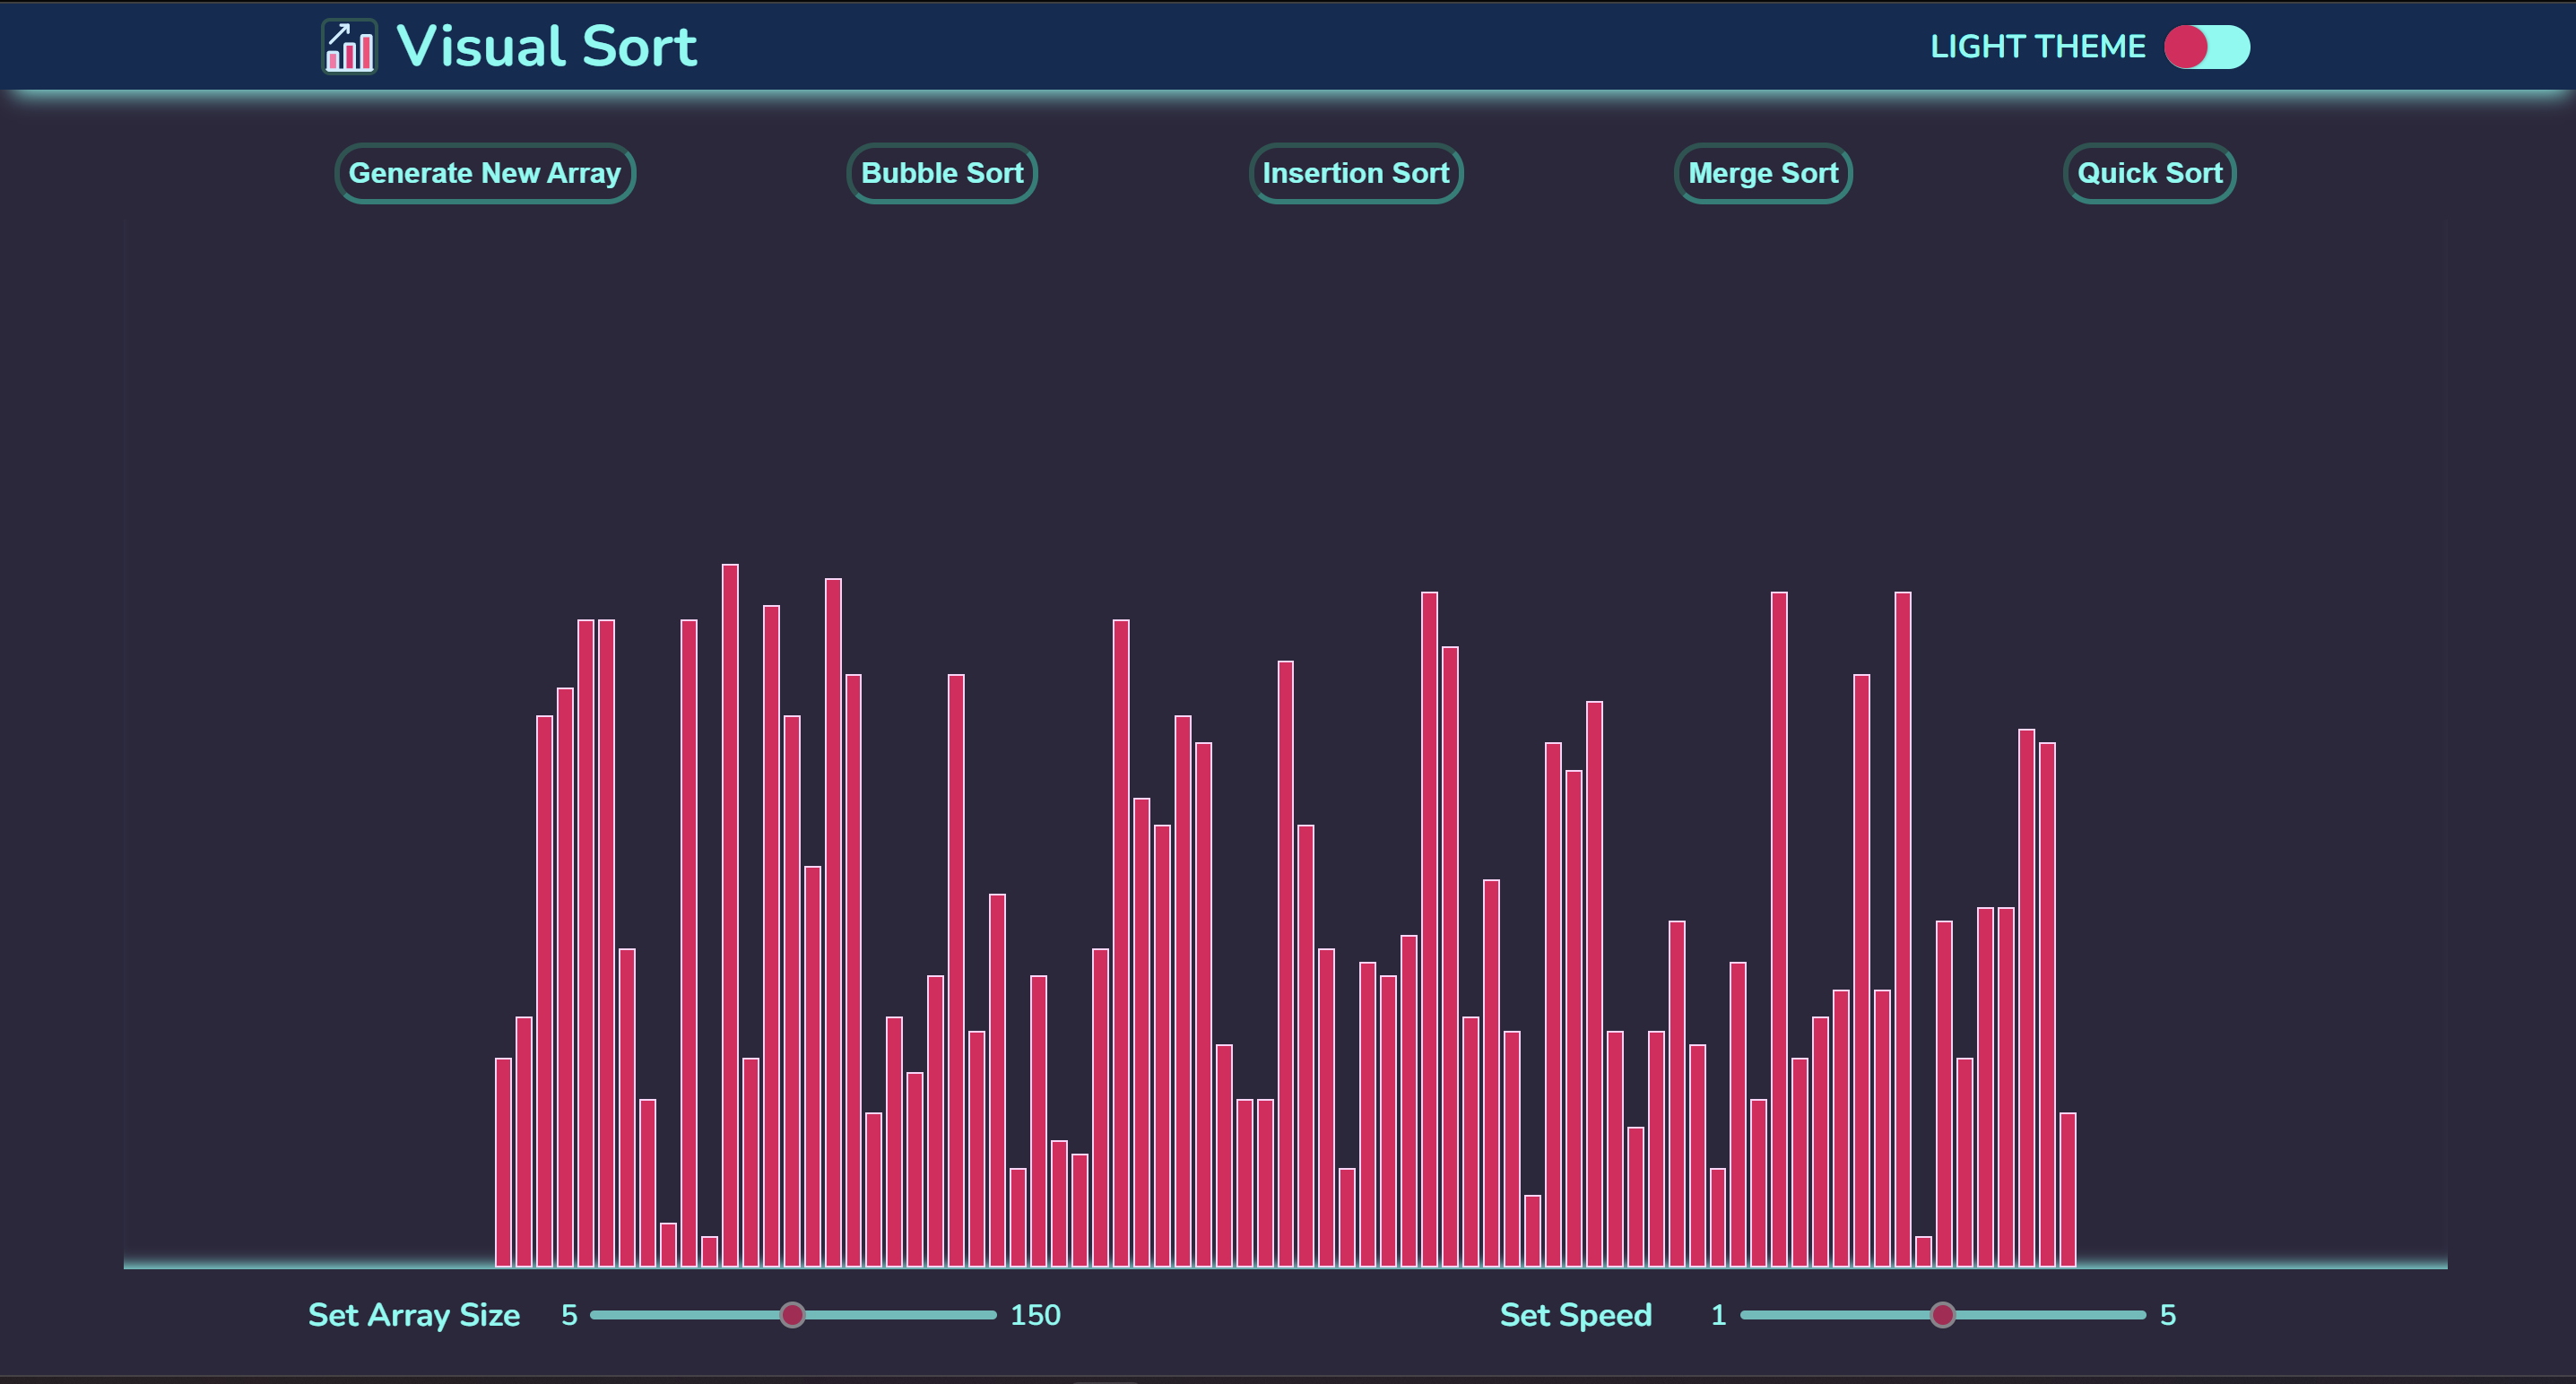 Visual Sort
LIGHT THEME
Generate New Array
Bubble Sort
Insertion Sort
Merge Sort
Quick Sort
Set Array Size 5 150
Set Speed 1 5